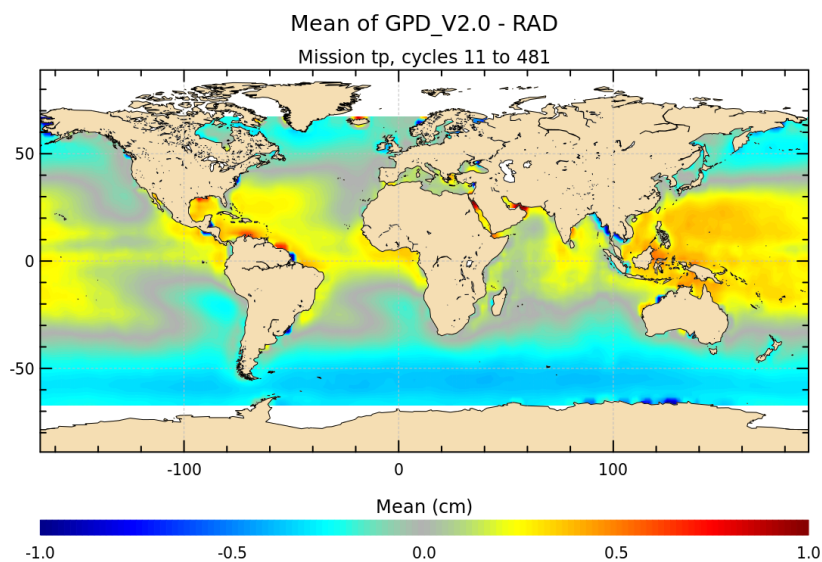 Mean of GPD_V2.0 - RAD
Mission tp, cycles 11 to 481
50
0
-50
-100 0 100
Mean (cm)
-1.0 -0.5 0.0 0.5 1.0